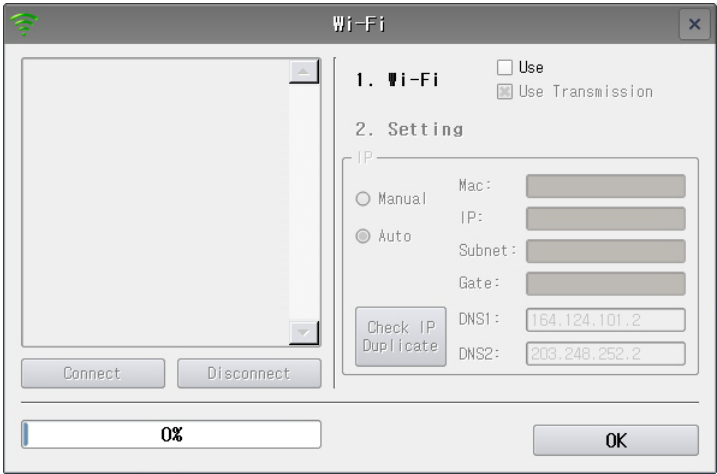 Wi-Fi
1. Wi-Fi
Use
Use Transmission
2. Setting
IP
Manual
Auto
Mac:
IP:
Subnet:
Gate:
Check IP
Duplicate
DNS1: 164.124.101.2
DNS2: 203.248.252.2
Connect
Disconnect
0%
OK